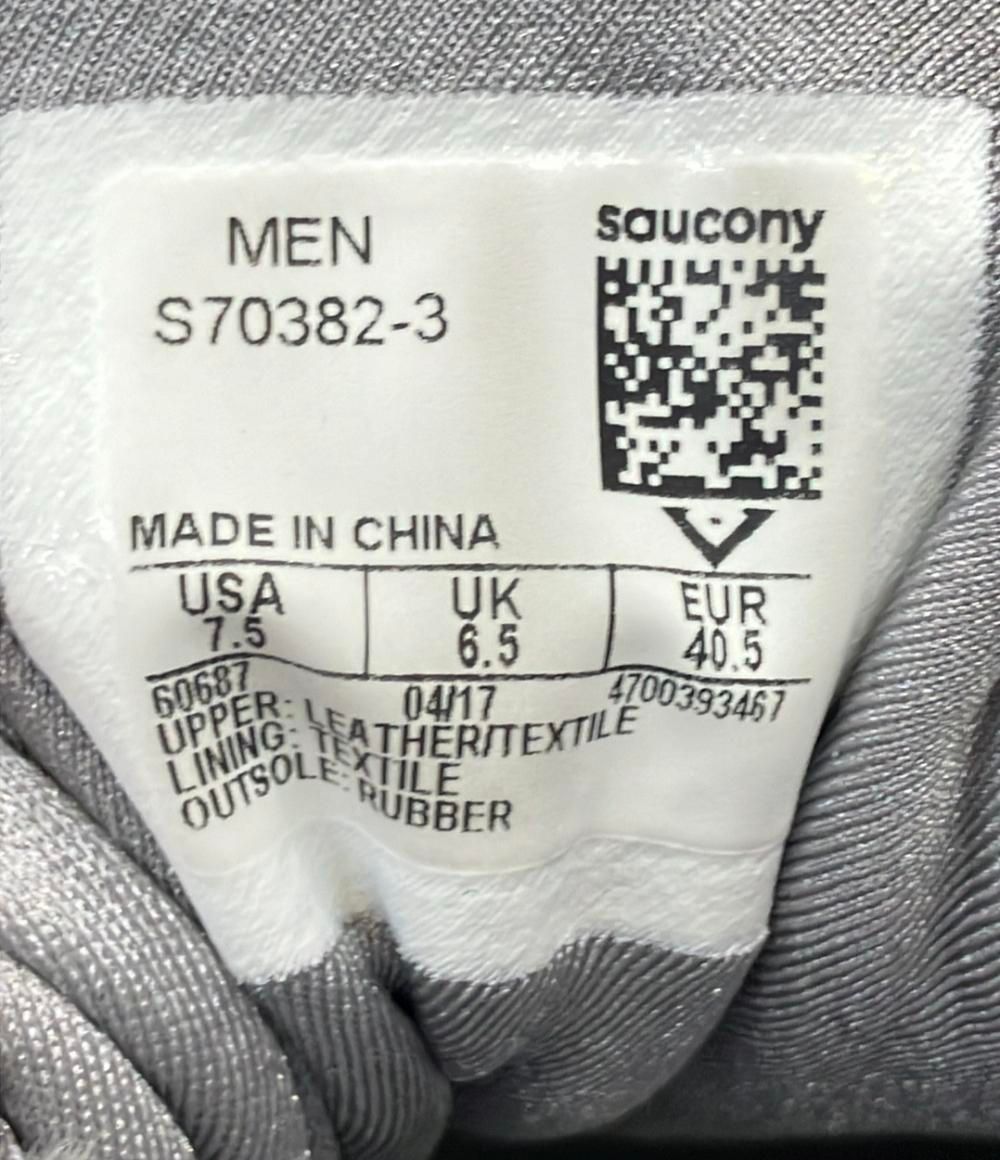 MEN
S70382-3
saucony
MADE IN CHINA
USA UK EUR
7.5 6.5 40.5
60687 04/17 4700393467
UPPER: LEATHER/TEXTILE
LINING: TEXTILE
OUTSOLE: RUBBER